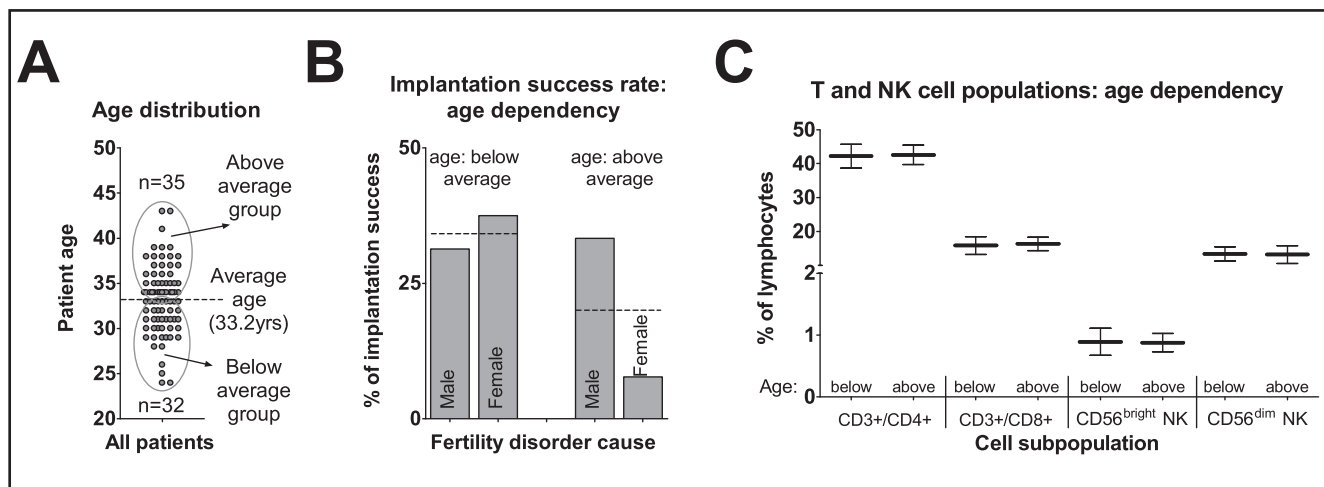 A
Age distribution
50
45
40
35
30
25
20
Patient age
n=35
Above
average
group
Average
age
(33.2yrs)
Below
average
group
n=32
All patients
B
Implantation success rate:
age dependency
50
25
0
% of implantation success
age: below
average
age: above
average
Male
Female
Male
Female
Fertility disorder cause
C
T and NK cell populations: age dependency
50
40
30
20
2
1
0
% of lymphocytes
Age: below above below above below above below above
CD3+/CD4+ CD3+/CD8+ CD56bright NK CD56dim NK
Cell subpopulation